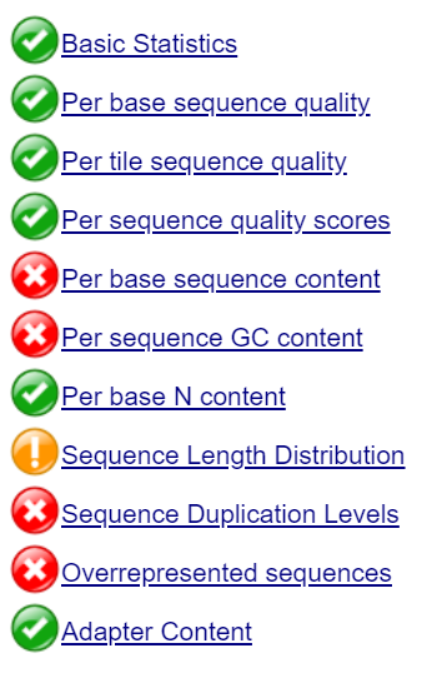 Basic Statistics
Per base sequence quality
Per tile sequence quality
Per sequence quality scores
Per base sequence content
Per sequence GC content
Per base N content
Sequence Length Distribution
Sequence Duplication Levels
Overrepresented sequences
Adapter Content